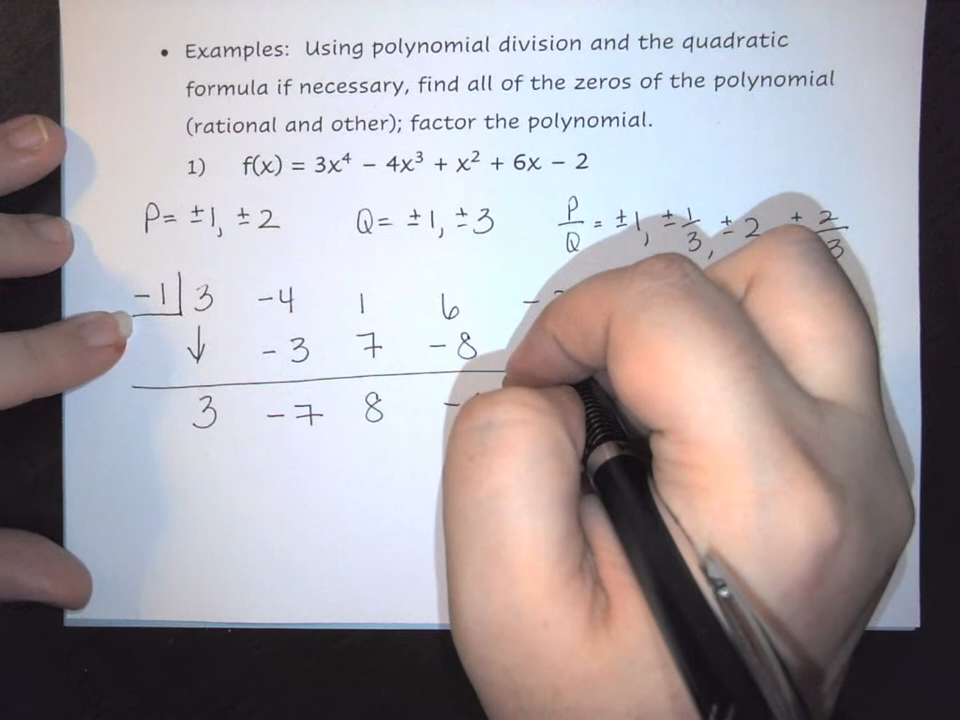 • Examples: Using polynomial division and the quadratic
formula if necessary, find all of the zeros of the polynomial
(rational and other); factor the polynomial.
1) f(x) = 3x⁴ − 4x³ + x² + 6x − 2
P= ±1, ±2 Q= ±1, ±3 P/Q = ±1, ±1/3, ±2 ±2/3
-1 3 -4 1 6 -
↓ -3 7 -8
3 -7 8 -